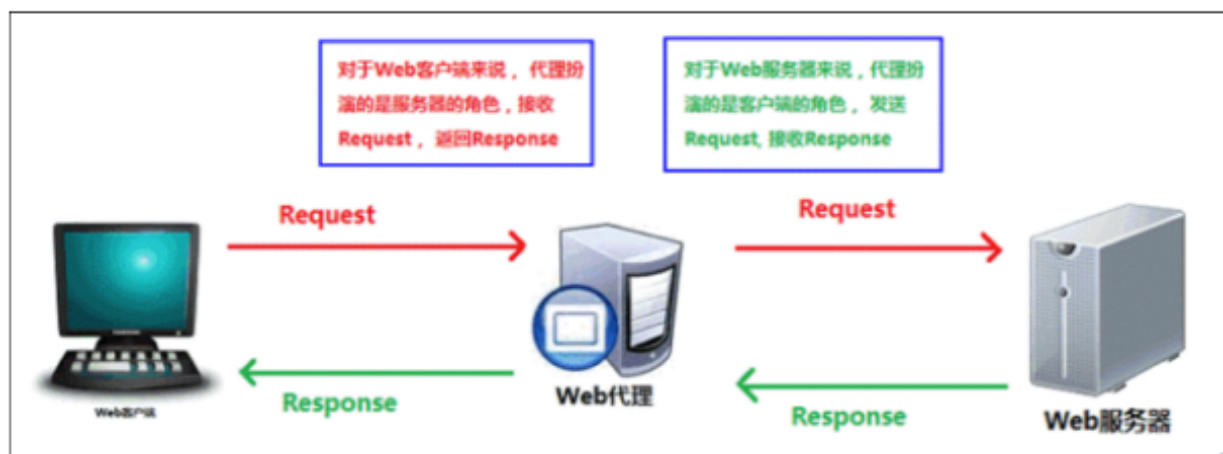 对于Web客户端来说，代理扮
演的是服务器的角色，接收
Request，返回Response
对于Web服务器来说，代理扮
演的是客户端的角色，发送
Request, 接收Response
Request
Request
Response
Response
Web客户端
Web代理
Web服务器